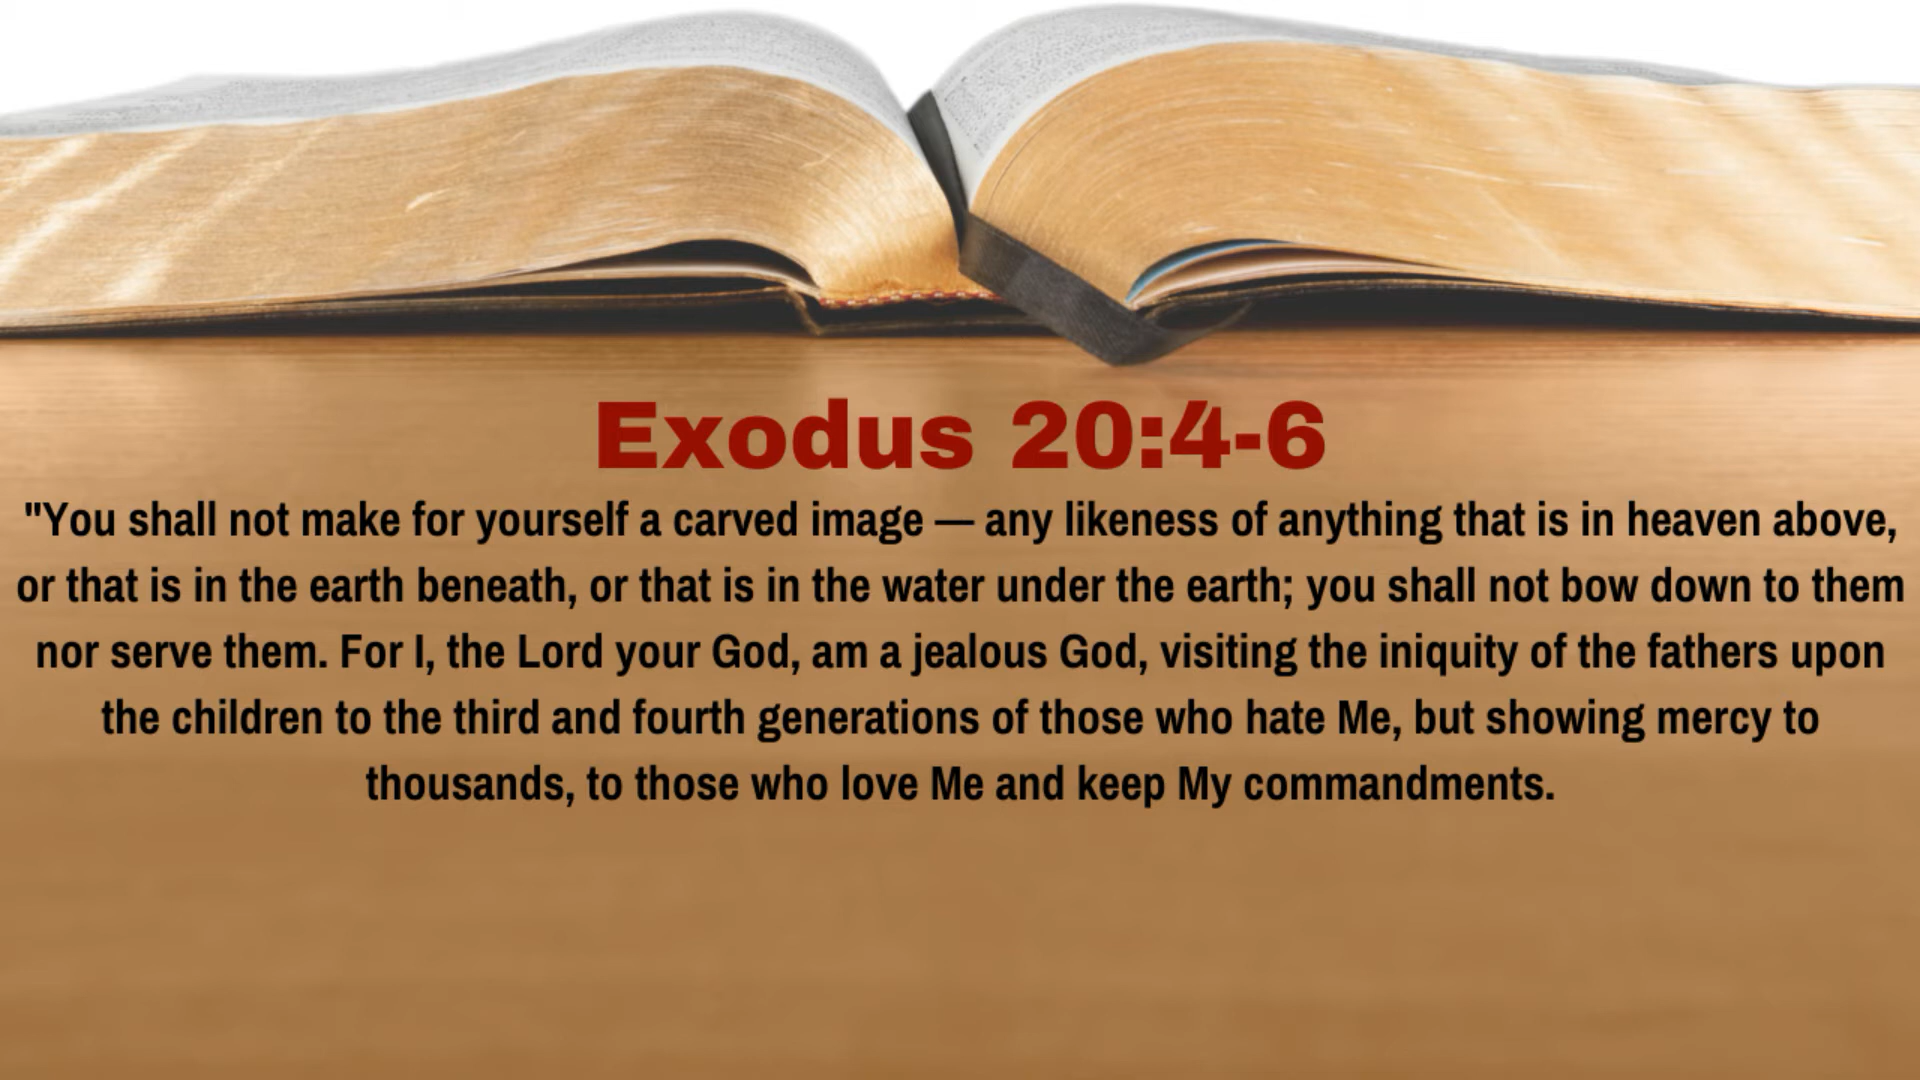 Exodus 20:4-6
"You shall not make for yourself a carved image — any likeness of anything that is in heaven above,
or that is in the earth beneath, or that is in the water under the earth; you shall not bow down to them
nor serve them. For I, the Lord your God, am a jealous God, visiting the iniquity of the fathers upon
the children to the third and fourth generations of those who hate Me, but showing mercy to
thousands, to those who love Me and keep My commandments.